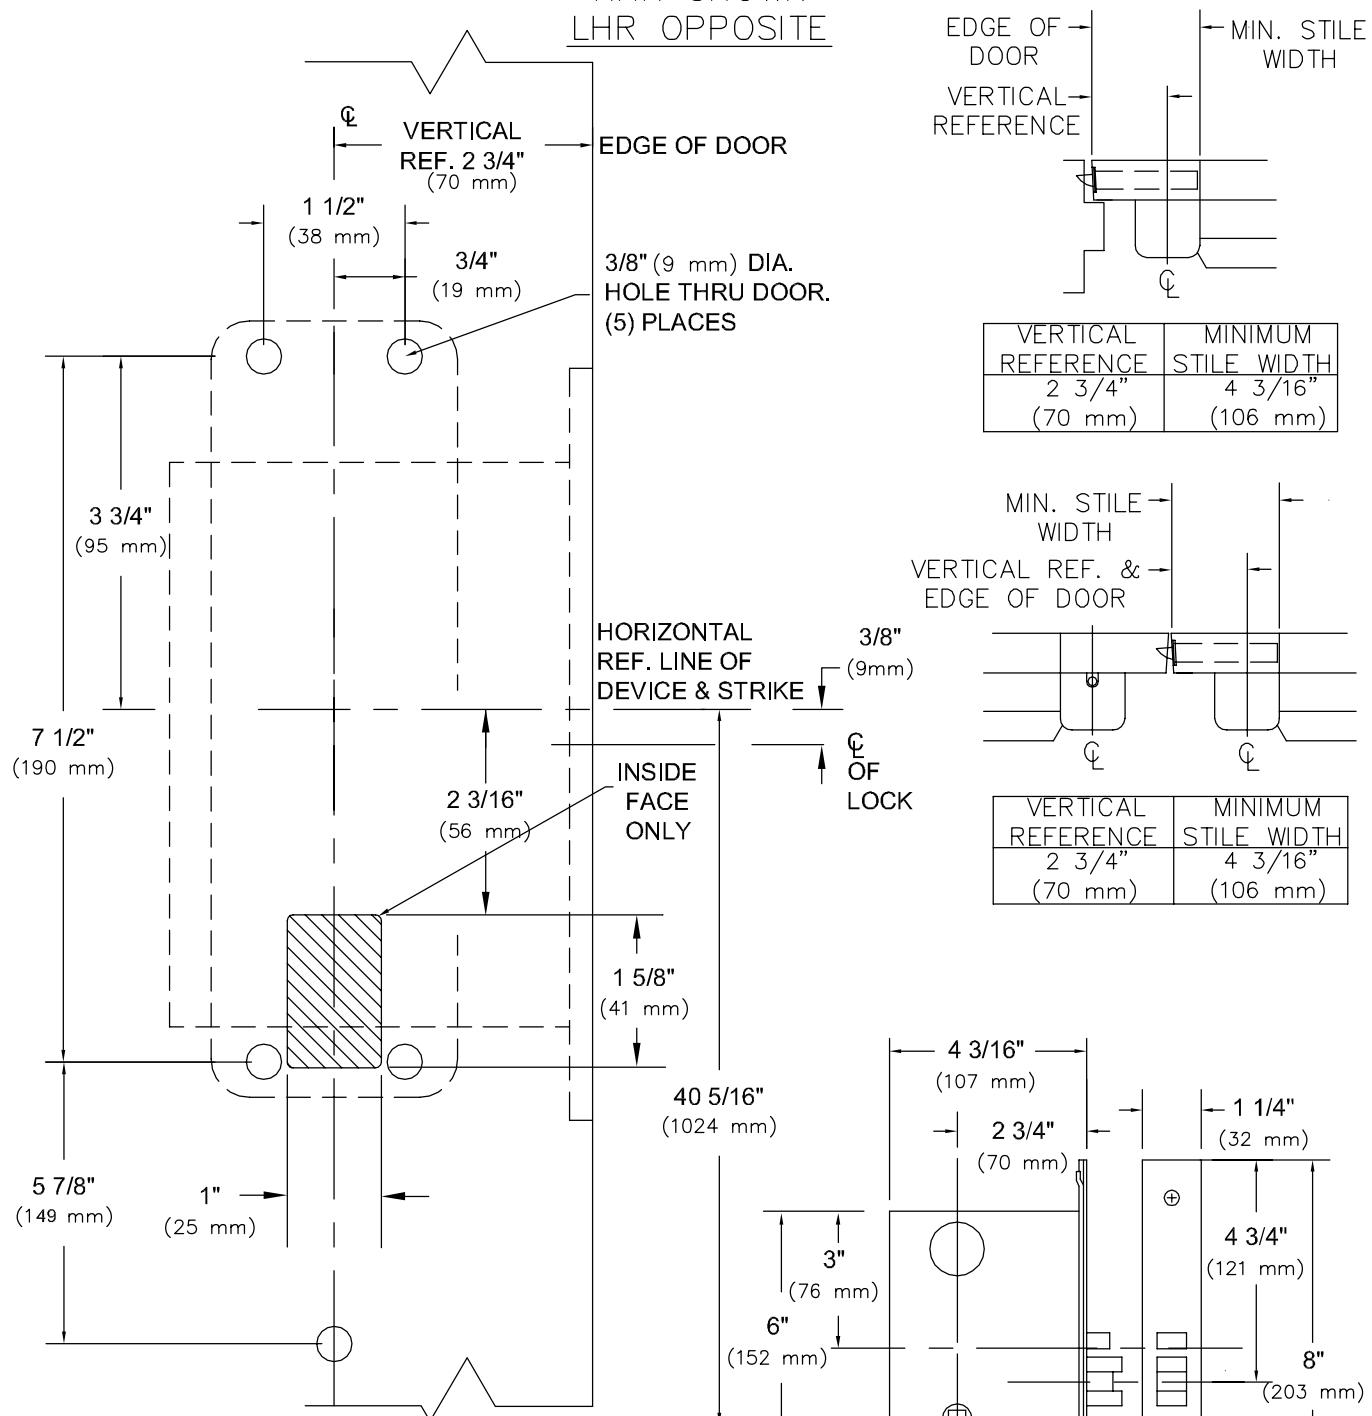 LHR OPPOSITE
℄
VERTICAL
REF. 2 3/4"
(70 mm)
EDGE OF DOOR
1 1/2"
(38 mm)
3/4"
(19 mm)
3/8" (9 mm) DIA.
HOLE THRU DOOR.
(5) PLACES
3 3/4"
(95 mm)
7 1/2"
(190 mm)
HORIZONTAL
REF. LINE OF
DEVICE & STRIKE
3/8"
(9mm)
℄
OF
LOCK
2 3/16"
(56 mm)
INSIDE
FACE
ONLY
1 5/8"
(41 mm)
40 5/16"
(1024 mm)
5 7/8"
(149 mm)
1"
(25 mm)
EDGE OF
DOOR
MIN. STILE
WIDTH
VERTICAL
REFERENCE
℄
VERTICAL
REFERENCE
MINIMUM
STILE WIDTH
2 3/4"
(70 mm)
4 3/16"
(106 mm)
MIN. STILE
WIDTH
VERTICAL REF. &
EDGE OF DOOR
℄
℄
VERTICAL
REFERENCE
MINIMUM
STILE WIDTH
2 3/4"
(70 mm)
4 3/16"
(106 mm)
4 3/16"
(107 mm)
2 3/4"
(70 mm)
1 1/4"
(32 mm)
3"
(76 mm)
6"
(152 mm)
4 3/4"
(121 mm)
8"
(203 mm)